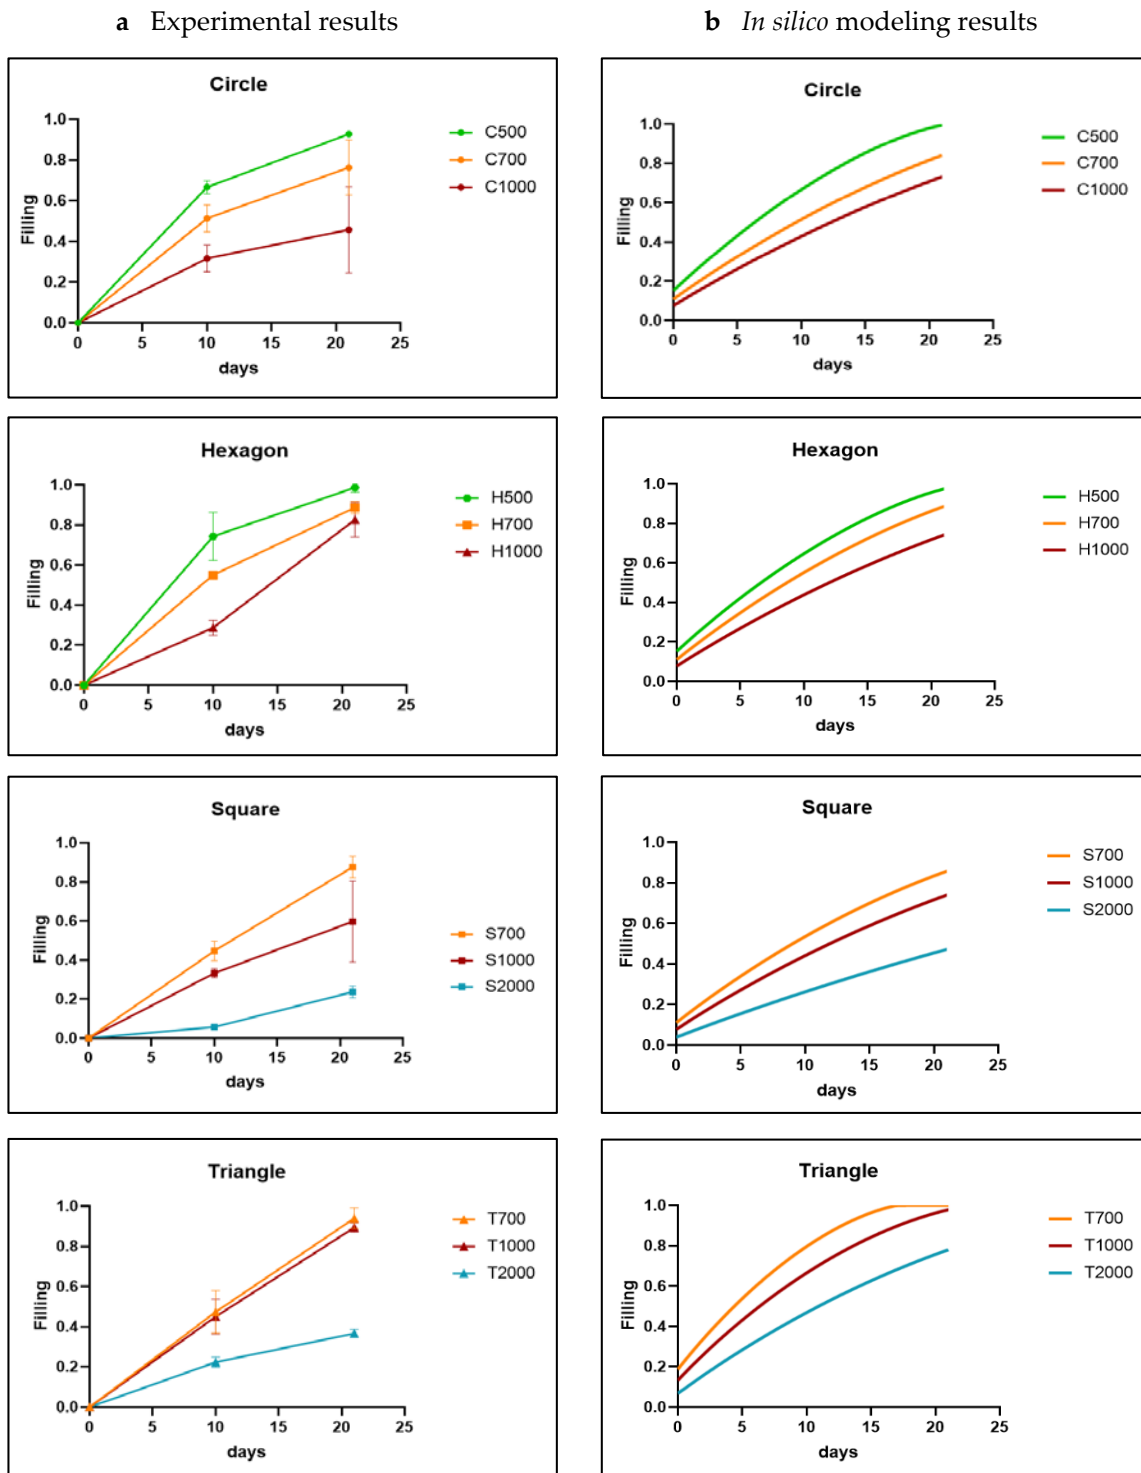 a Experimental results
b In silico modeling results
Circle
1.0
0.8
0.6
0.4
0.2
0.0
Filling
0 5 10 15 20 25
days
C500
C700
C1000
Circle
1.0
0.8
0.6
0.4
0.2
0.0
Filling
0 5 10 15 20 25
days
C500
C700
C1000
Hexagon
1.0
0.8
0.6
0.4
0.2
0.0
Filling
0 5 10 15 20 25
days
H500
H700
H1000
Hexagon
1.0
0.8
0.6
0.4
0.2
0.0
Filling
0 5 10 15 20 25
days
H500
H700
H1000
Square
1.0
0.8
0.6
0.4
0.2
0.0
Filling
0 5 10 15 20 25
days
S700
S1000
S2000
Square
1.0
0.8
0.6
0.4
0.2
0.0
Filling
0 5 10 15 20 25
days
S700
S1000
S2000
Triangle
1.0
0.8
0.6
0.4
0.2
0.0
Filling
0 5 10 15 20 25
days
T700
T1000
T2000
Triangle
1.0
0.8
0.6
0.4
0.2
0.0
Filling
0 5 10 15 20 25
days
T700
T1000
T2000